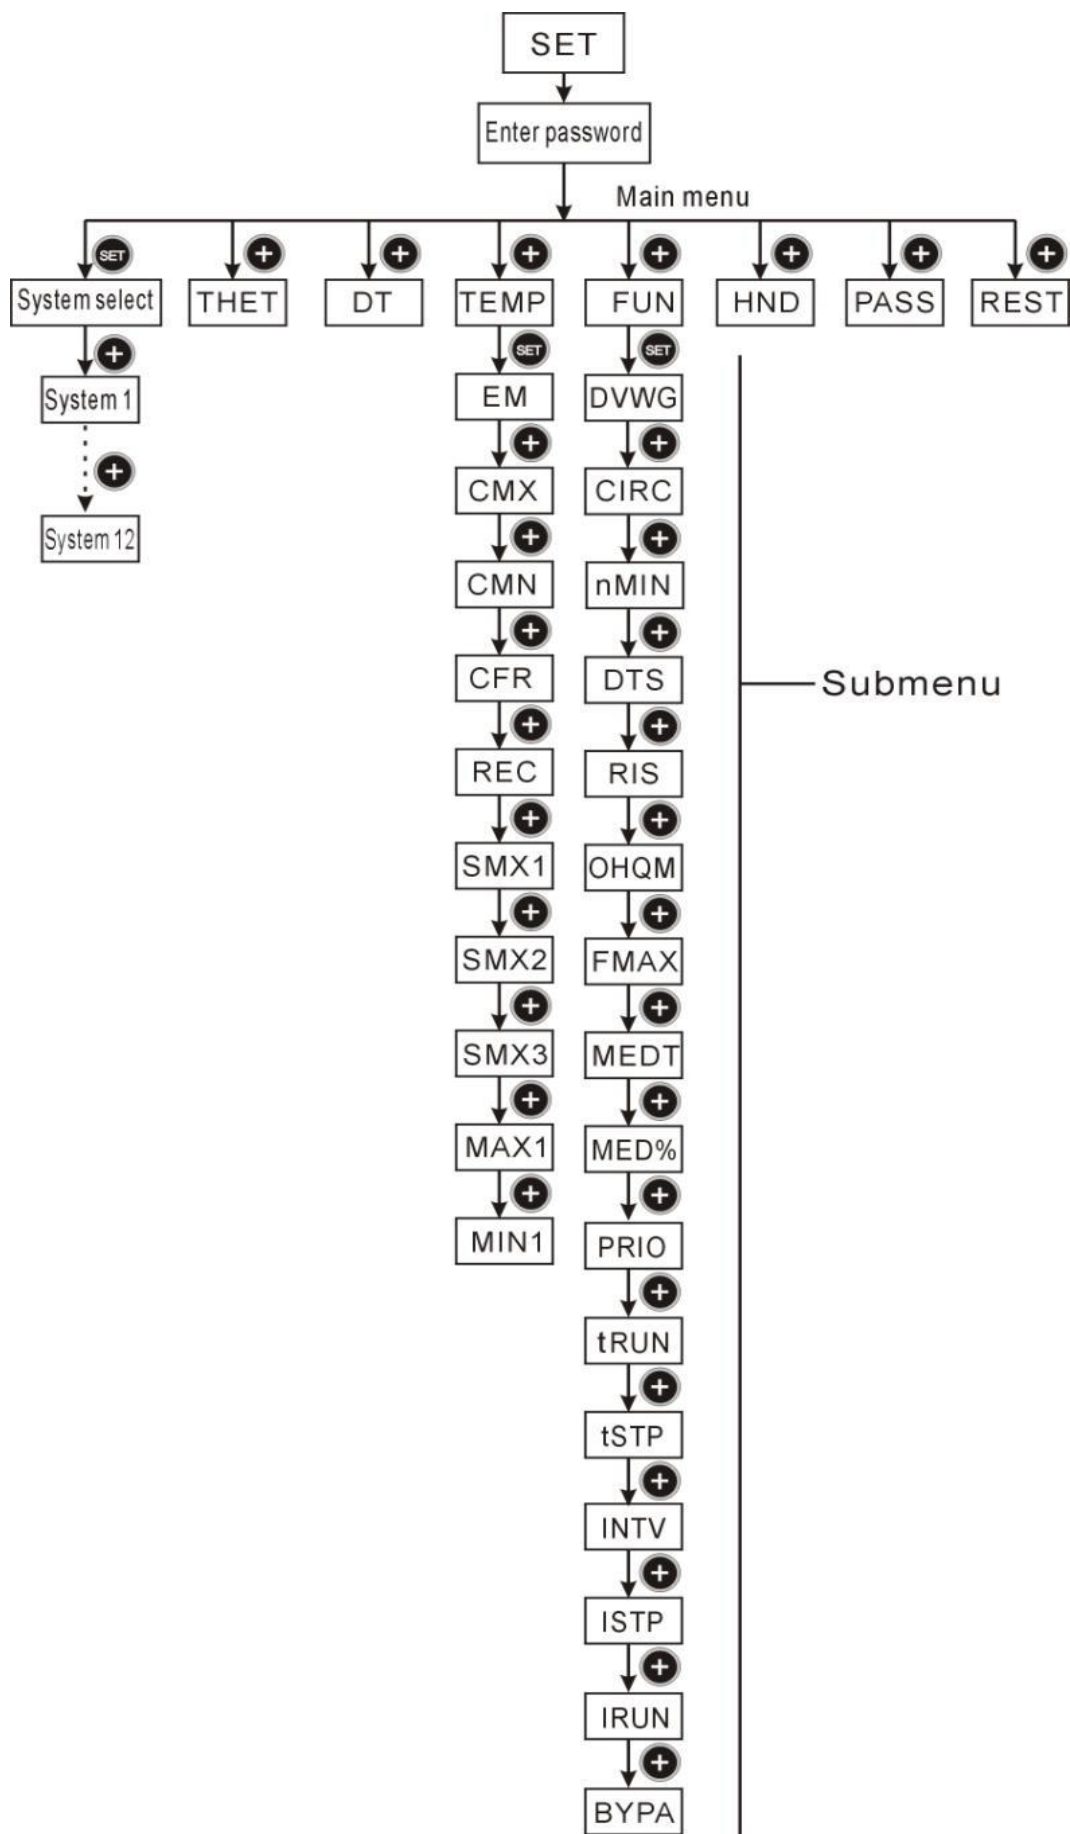 SET
Enter password
Main menu
SET + + + + + + +
System select THET DT TEMP FUN HND PASS REST
+ SET SET
System 1 EM DVWG
+ + +
CMX CIRC
System 12
+ +
CMN nMIN
+ +
CFR DTS
Submenu
+ +
REC RIS
+ +
SMX1 OHQM
+ +
SMX2 FMAX
+ +
SMX3 MEDT
+ +
MAX1 MED%
+ +
MIN1 PRIO
+
tRUN
+
tSTP
+
INTV
+
ISTP
+
IRUN
+
BYPA